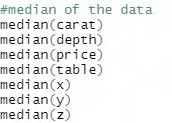 #median of the data
median(carat)
median(depth)
median(price)
median(table)
median(x)
median(y)
median(z)